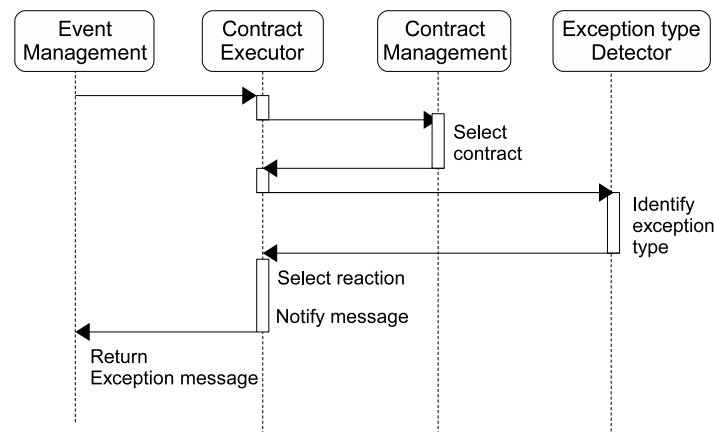 Event
Management
Contract
Executor
Contract
Management
Exception type
Detector
Select
contract
Identify
exception
type
Select reaction
Notify message
Return
Exception message